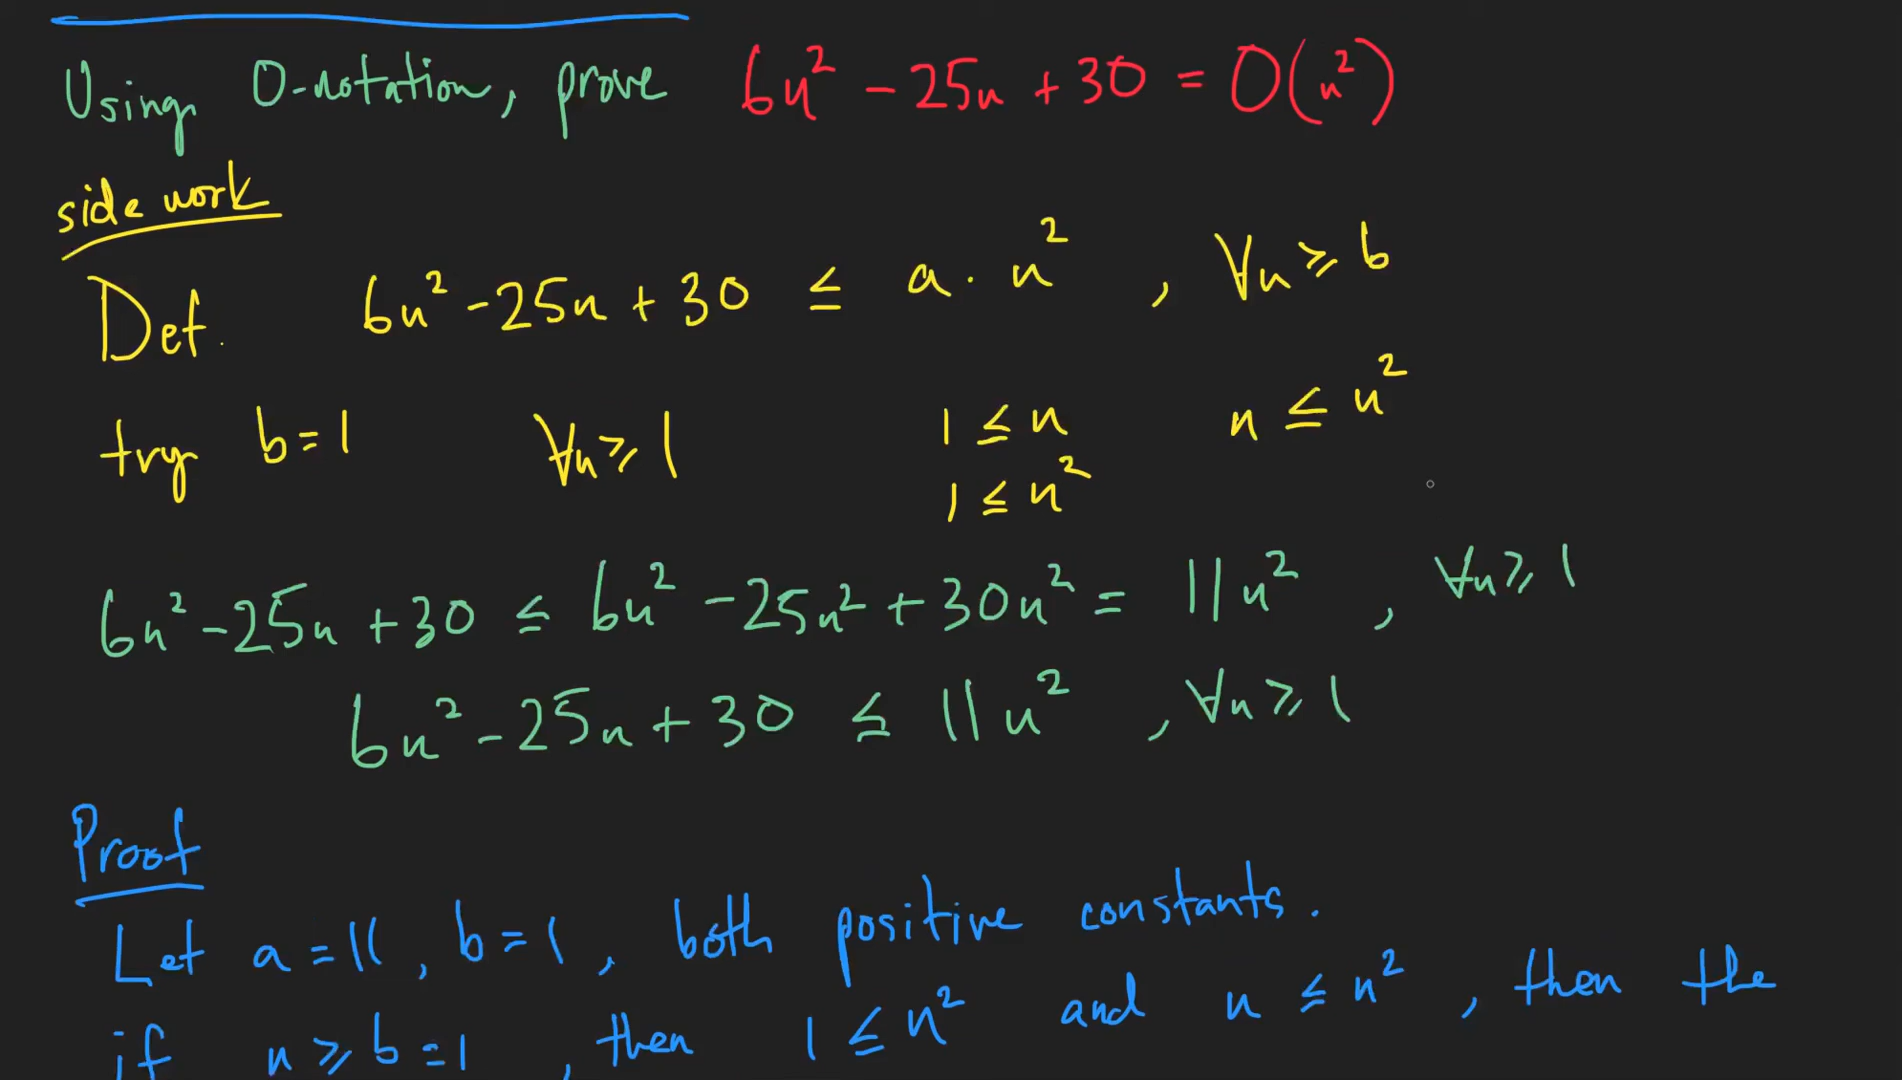 Using O-notation, prove 6n² - 25n + 30 = O(n²)
side work
Def. 6n² - 25n + 30 ≤ a · n² , ∀n ≥ b
try b = 1 ∀n ≥ 1 1 ≤ n n ≤ n²
1 ≤ n²
6n² - 25n + 30 ≤ 6n² - 25n² + 30n² = 11n² , ∀n ≥ 1
6n² - 25n + 30 ≤ 11n² , ∀n ≥ 1
Proof
Let a = 11, b = 1, both positive constants.
if n ≥ b = 1, then 1 ≤ n² and n ≤ n², then the